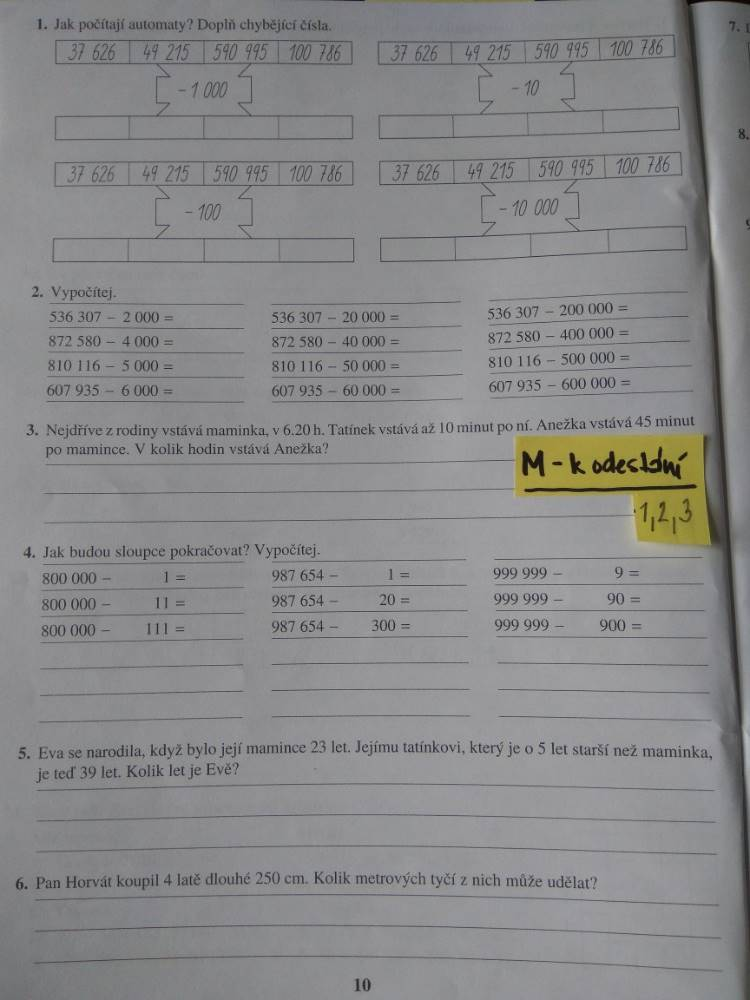 1. Jak počítají automaty? Doplň chybějící čísla.
37 626 49 215 590 995 100 786
- 1 000
37 626 49 215 590 995 100 786
- 10
37 626 49 215 590 995 100 786
- 100
37 626 49 215 590 995 100 786
- 10 000
2. Vypočítej.
536 307 – 2 000 =
872 580 – 4 000 =
810 116 – 5 000 =
607 935 – 6 000 =
536 307 – 20 000 =
872 580 – 40 000 =
810 116 – 50 000 =
607 935 – 60 000 =
536 307 – 200 000 =
872 580 – 400 000 =
810 116 – 500 000 =
607 935 – 600 000 =
3. Nejdříve z rodiny vstává maminka, v 6.20 h. Tatínek vstává až 10 minut po ní. Anežka vstává 45 minut
po mamince. V kolik hodin vstává Anežka?
M - k odeslání
1, 2, 3
4. Jak budou sloupce pokračovat? Vypočítej.
800 000 – 1 =
800 000 – 11 =
800 000 – 111 =
987 654 – 1 =
987 654 – 20 =
987 654 – 300 =
999 999 – 9 =
999 999 – 90 =
999 999 – 900 =
5. Eva se narodila, když bylo její mamince 23 let. Jejímu tatínkovi, který je o 5 let starší než maminka,
je teď 39 let. Kolik let je Evě?
6. Pan Horvát koupil 4 latě dlouhé 250 cm. Kolik metrových tyčí z nich může udělat?
10
7.
8.